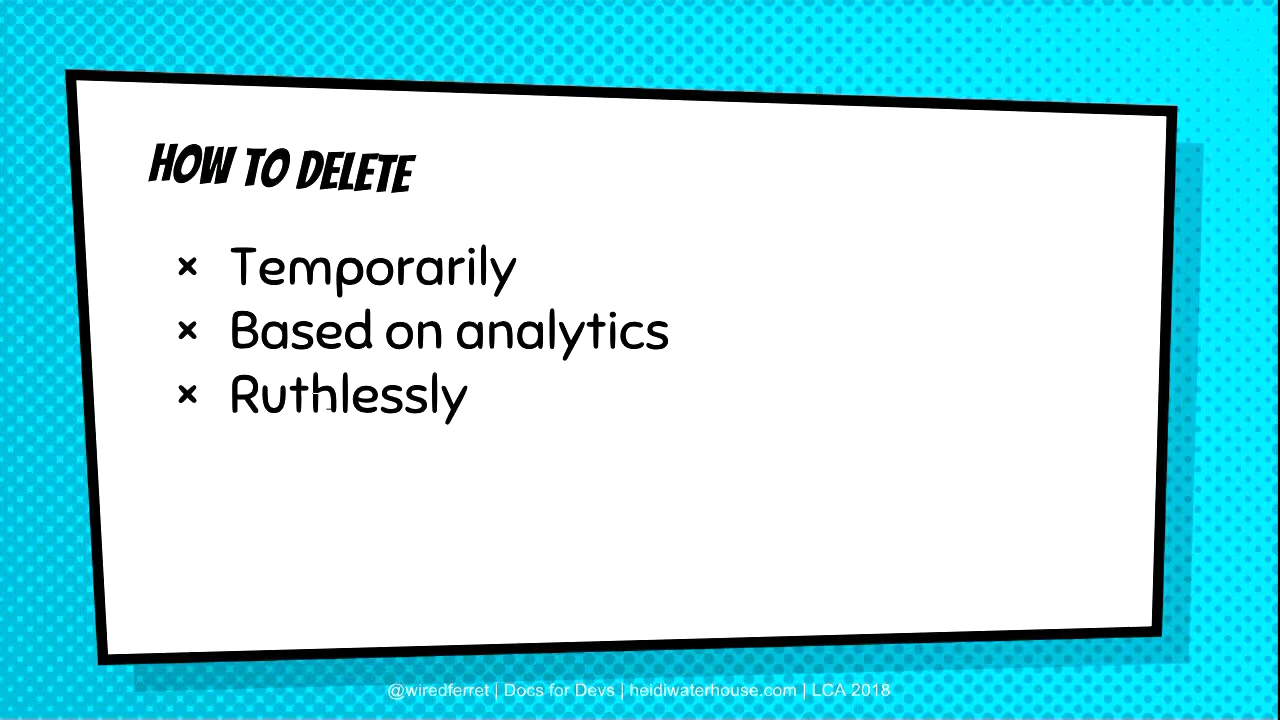 HOW TO DELETE
× Temporarily
× Based on analytics
× Ruthlessly
@wiredferret | Docs for Devs | heidiwaterhouse.com | LCA 2018